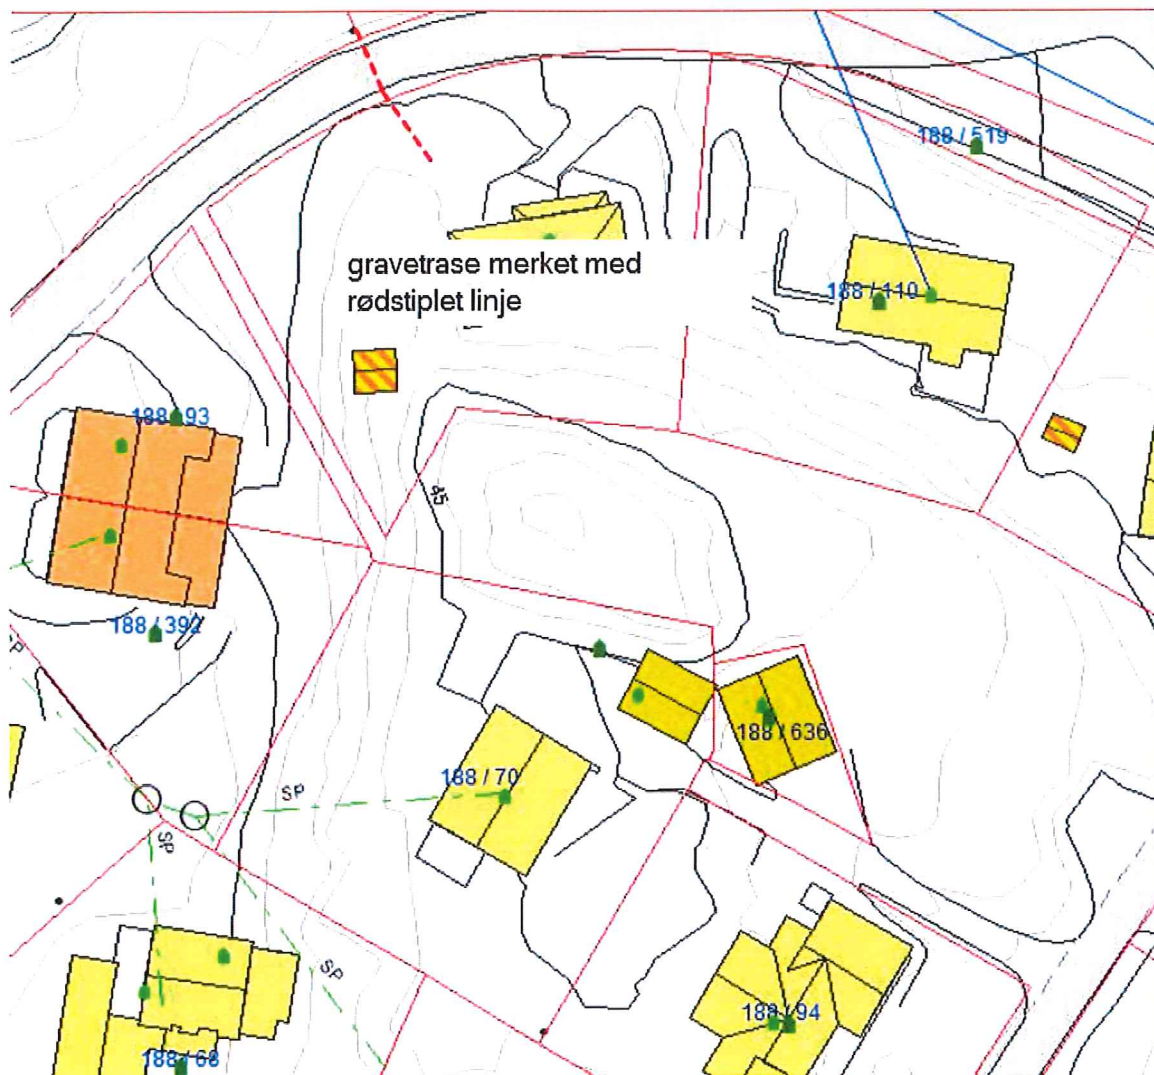 188 / 519
gravetrase merket med
rødstiplet linje
188 / 110
188 / 93
45
188 / 392
SP
188 / 636
188 / 70
SP
SP
SP
188 / 94
188 / 68